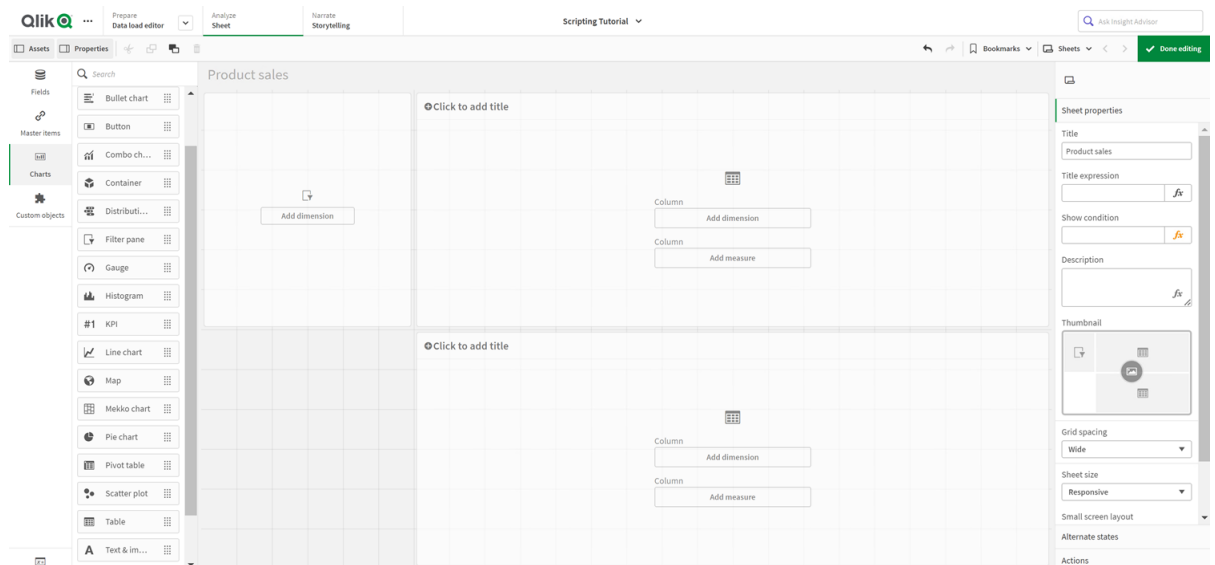 Qlik
Prepare
Data load editor
Analyze
Sheet
Narrate
Storytelling
Scripting Tutorial
Ask Insight Advisor
Assets
Properties
Bookmarks
Sheets
Done editing
Fields
Master items
Charts
Custom objects
Search
Bullet chart
Button
Combo ch...
Container
Distributi...
Filter pane
Gauge
Histogram
#1 KPI
Line chart
Map
Mekko chart
Pie chart
Pivot table
Scatter plot
Table
A Text & im...
Product sales
Add dimension
Click to add title
Column
Add dimension
Column
Add measure
Click to add title
Column
Add dimension
Column
Add measure
Sheet properties
Title
Product sales
Title expression
fx
Show condition
fx
Description
fx
Thumbnail
Grid spacing
Wide
Sheet size
Responsive
Small screen layout
Alternate states
Actions